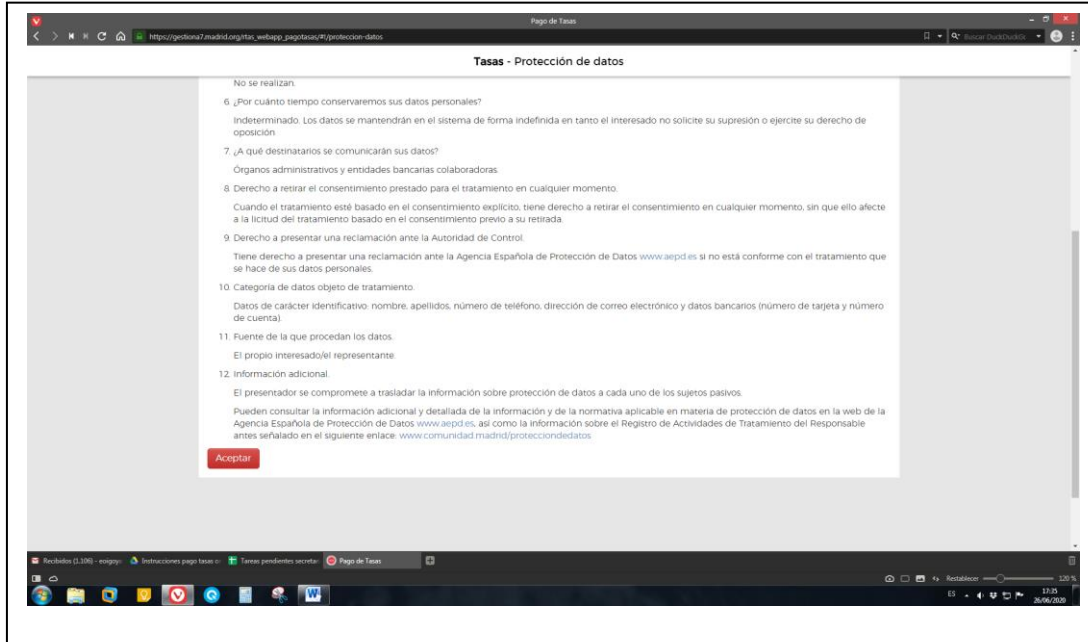 Pago de Tasas
https://gestiona7.madrid.org/rtas_webapp_pagotasas/#!/proteccion-datos
Buscar DuckDuckGo
Tasas - Protección de datos
No se realizan.
6. ¿Por cuánto tiempo conservaremos sus datos personales?
Indeterminado. Los datos se mantendrán en el sistema de forma indefinida en tanto el interesado no solicite su supresión o ejercite su derecho de
oposición.
7. ¿A qué destinatarios se comunicarán sus datos?
Órganos administrativos y entidades bancarias colaboradoras.
8. Derecho a retirar el consentimiento prestado para el tratamiento en cualquier momento.
Cuando el tratamiento esté basado en el consentimiento explícito, tiene derecho a retirar el consentimiento en cualquier momento, sin que ello afecte
a la licitud del tratamiento basado en el consentimiento previo a su retirada.
9. Derecho a presentar una reclamación ante la Autoridad de Control.
Tiene derecho a presentar una reclamación ante la Agencia Española de Protección de Datos www.aepd.es si no está conforme con el tratamiento que
se hace de sus datos personales.
10. Categoría de datos objeto de tratamiento.
Datos de carácter identificativo: nombre, apellidos, número de teléfono, dirección de correo electrónico y datos bancarios (número de tarjeta y número
de cuenta).
11. Fuente de la que procedan los datos.
El propio interesado/el representante.
12. Información adicional.
El presentador se compromete a trasladar la información sobre protección de datos a cada uno de los sujetos pasivos.
Pueden consultar la información adicional y detallada de la información y de la normativa aplicable en materia de protección de datos en la web de la
Agencia Española de Protección de Datos www.aepd.es, así como la información sobre el Registro de Actividades de Tratamiento del Responsable
antes señalado en el siguiente enlace: www.comunidad.madrid/protecciondedatos
Aceptar
Recibidos (1.106) - eoigoy
Instrucciones pago tasas
Tareas pendientes secretar
Pago de Tasas
Restablecer
120 %
ES
17:35
26/06/2020